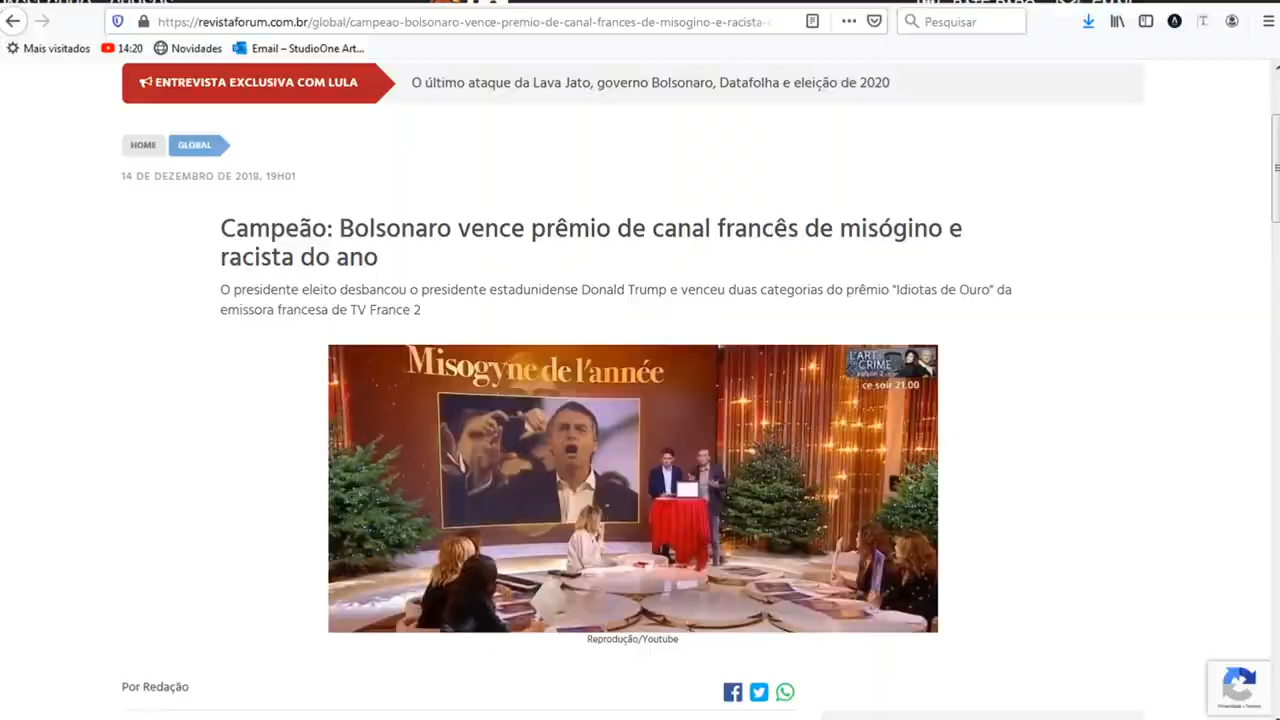 https://revistaforum.com.br/global/campeao-bolsonaro-vence-premio-de-canal-frances-de-misogino-e-racista-
Pesquisar
Mais visitados
14:20
Novidades
Email – StudioOne Art...
ENTREVISTA EXCLUSIVA COM LULA
O último ataque da Lava Jato, governo Bolsonaro, Datafolha e eleição de 2020
HOME
GLOBAL
14 DE DEZEMBRO DE 2018, 19H01
Campeão: Bolsonaro vence prêmio de canal francês de misógino e
racista do ano
O presidente eleito desbancou o presidente estadunidense Donald Trump e venceu duas categorias do prêmio “Idiotas de Ouro” da
emissora francesa de TV France 2
Misogyne de l'année
L'ART
CRIME
ce soir 21.00
Reprodução/Youtube
Por Redação